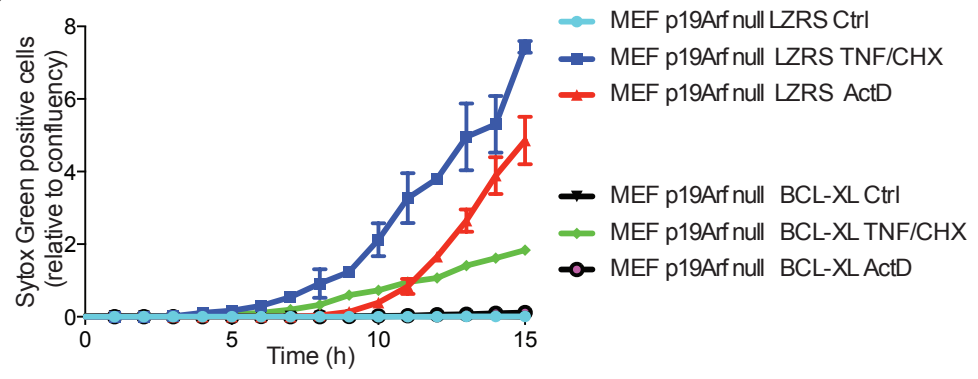 Sytox Green positive cells
(relative to confluency)
8
6
4
2
0
0
5
10
15
Time (h)
MEF p19Arf null LZRS Ctrl
MEF p19Arf null LZRS TNF/CHX
MEF p19Arf null LZRS ActD
MEF p19Arf null BCL-XL Ctrl
MEF p19Arf null BCL-XL TNF/CHX
MEF p19Arf null BCL-XL ActD